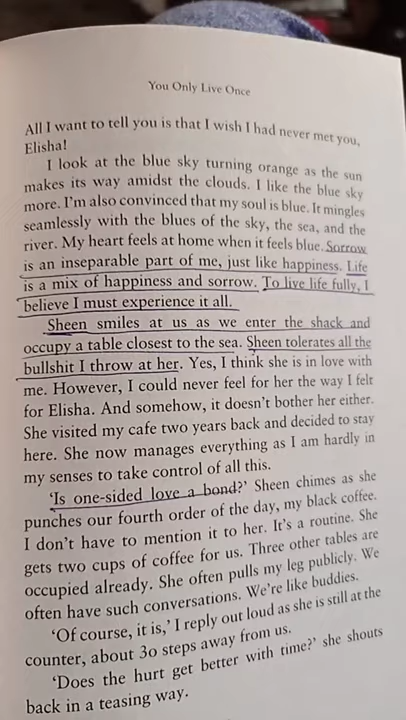 You Only Live Once
All I want to tell you is that I wish I had never met you,
Elisha!
I look at the blue sky turning orange as the sun
makes its way amidst the clouds. I like the blue sky
more. I'm also convinced that my soul is blue. It mingles
seamlessly with the blues of the sky, the sea, and the
river. My heart feels at home when it feels blue. Sorrow
is an inseparable part of me, just like happiness. Life
is a mix of happiness and sorrow. To live life fully, I
believe I must experience it all.
Sheen smiles at us as we enter the shack and
occupy a table closest to the sea. Sheen tolerates all the
bullshit I throw at her. Yes, I think she is in love with
me. However, I could never feel for her the way I felt
for Elisha. And somehow, it doesn't bother her either.
She visited my cafe two years back and decided to stay
here. She now manages everything as I am hardly in
my senses to take control of all this.
'Is one-sided love a bond?' Sheen chimes as she
punches our fourth order of the day, my black coffee.
I don't have to mention it to her. It's a routine. She
gets two cups of coffee for us. Three other tables are
occupied already. She often pulls my leg publicly. We
often have such conversations. We're like buddies.
'Of course, it is,' I reply out loud as she is still at the
counter, about 30 steps away from us.
'Does the hurt get better with time?' she shouts
back in a teasing way.